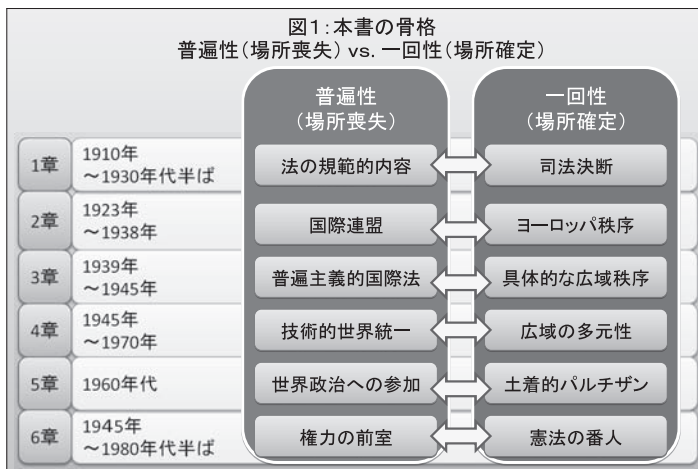 図1：本書の骨格
普遍性（場所喪失）vs. 一回性（場所確定）
普遍性
（場所喪失）
一回性
（場所確定）
1章
1910年
～1930年代半ば
法の規範的内容
司法決断
2章
1923年
～1938年
国際連盟
ヨーロッパ秩序
3章
1939年
～1945年
普遍主義的国際法
具体的な広域秩序
4章
1945年
～1970年
技術的世界統一
広域の多元性
5章
1960年代
世界政治への参加
土着的パルチザン
6章
1945年
～1980年代半ば
権力の前室
憲法の番人